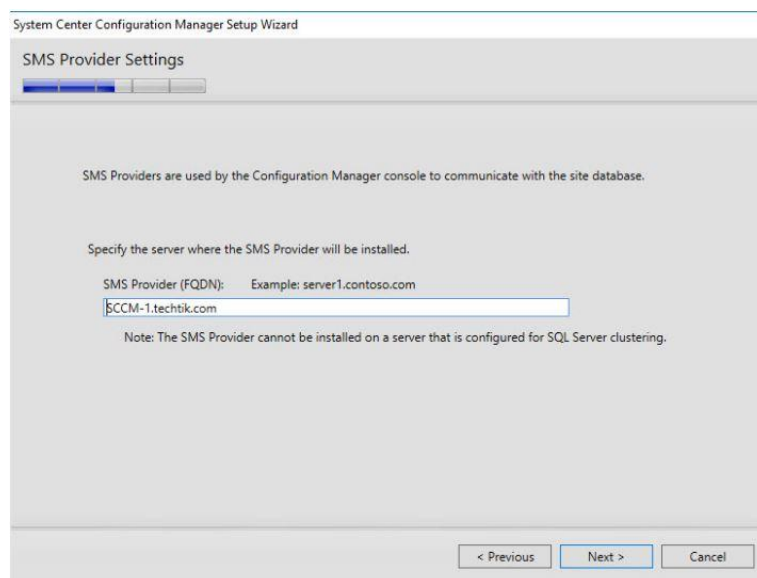 System Center Configuration Manager Setup Wizard
SMS Provider Settings
SMS Providers are used by the Configuration Manager console to communicate with the site database.
Specify the server where the SMS Provider will be installed.
SMS Provider (FQDN): Example: server1.contoso.com
SCCM-1.techtik.com
Note: The SMS Provider cannot be installed on a server that is configured for SQL Server clustering.
< Previous Next > Cancel